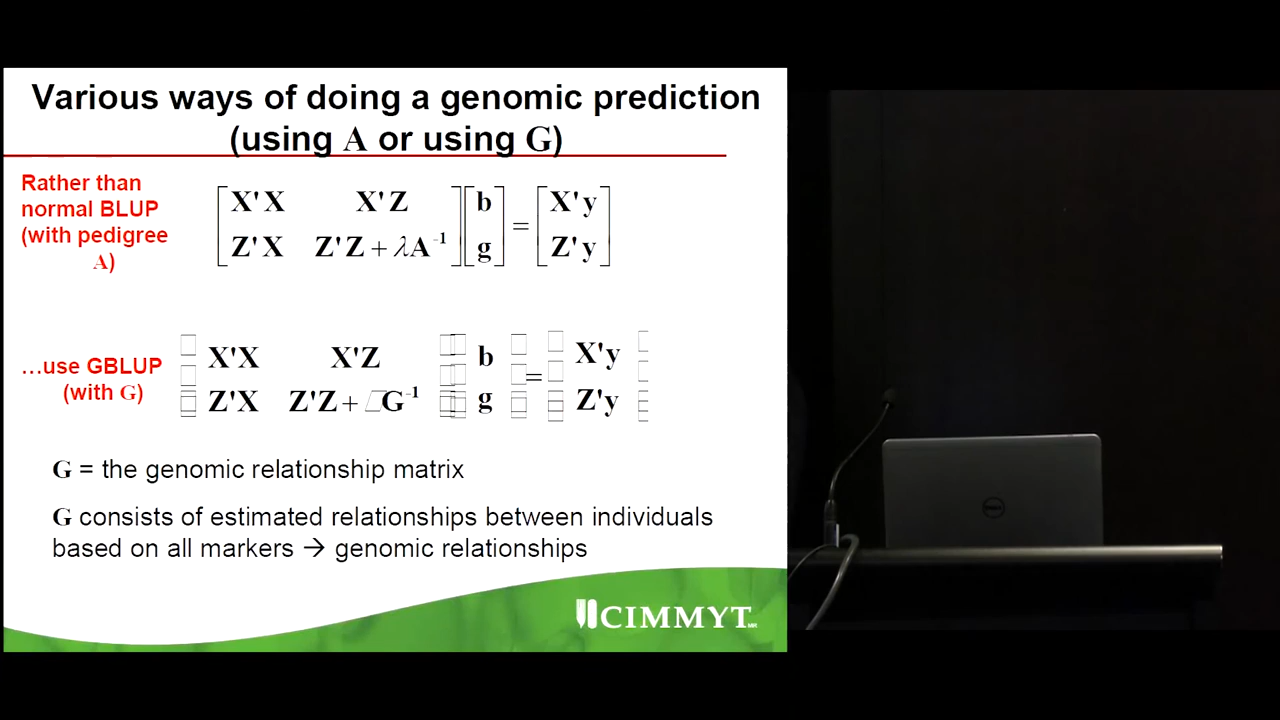 Various ways of doing a genomic prediction
(using A or using G)
Rather than
normal BLUP
(with pedigree
A)
X'X X'Z b = X'y
Z'X Z'Z + λA⁻¹ g Z'y
…use GBLUP
(with G)
X'X X'Z b = X'y
Z'X Z'Z + □G⁻¹ g Z'y
G = the genomic relationship matrix
G consists of estimated relationships between individuals
based on all markers → genomic relationships
CIMMYT